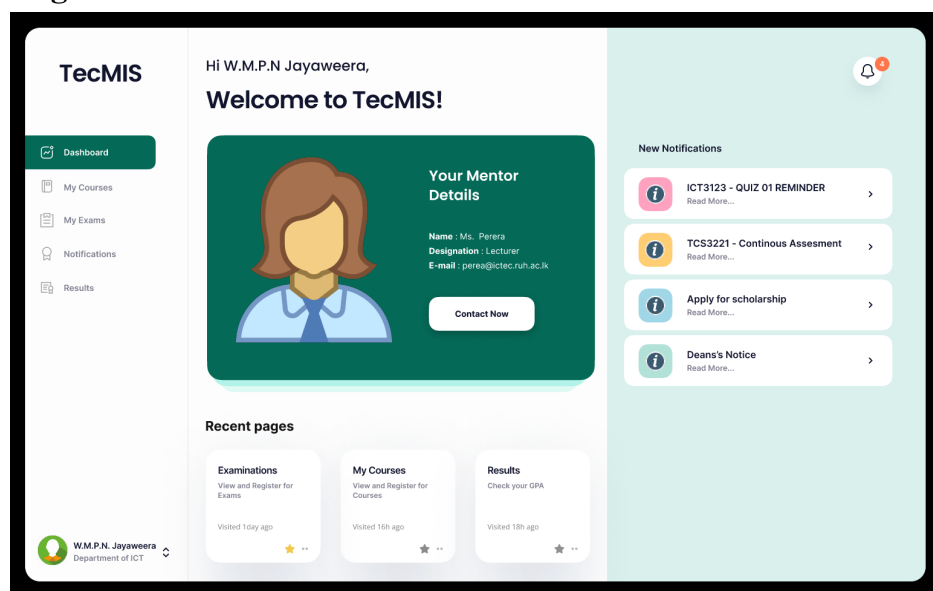 TecMIS
Dashboard
My Courses
My Exams
Notifications
Results
W.M.P.N. Jayaweera
Department of ICT
Hi W.M.P.N Jayaweera,
Welcome to TecMIS!
Your Mentor
Details
Name : Ms. Perera
Designation : Lecturer
E-mail : perea@ictec.ruh.ac.lk
Contact Now
Recent pages
Examinations
View and Register for
Exams
Visited 1day ago
My Courses
View and Register for
Courses
Visited 16h ago
Results
Check your GPA
Visited 18h ago
4
New Notifications
ICT3123 - QUIZ 01 REMINDER
Read More...
TCS3221 - Continous Assesment
Read More...
Apply for scholarship
Read More...
Deans's Notice
Read More...